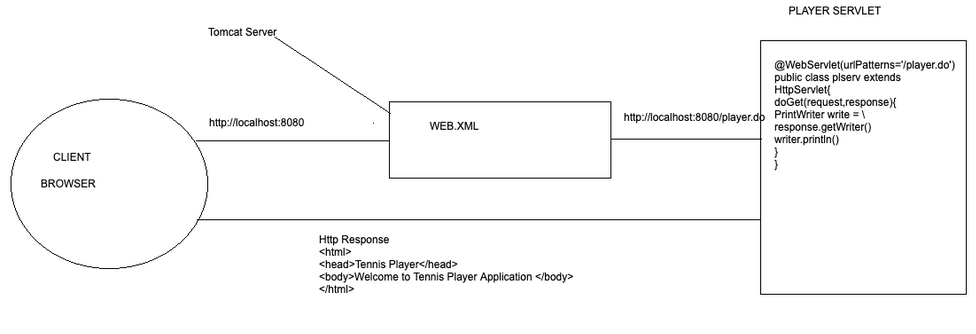 PLAYER SERVLET
Tomcat Server
@WebServlet(urlPatterns='/player.do')
public class plserv extends
HttpServlet{
doGet(request,response){
PrintWriter write = \
response.getWriter()
writer.println()
}
}
http://localhost:8080
WEB.XML
http://localhost:8080/player.do
CLIENT
BROWSER
Http Response
<html>
<head>Tennis Player</head>
<body>Welcome to Tennis Player Application </body>
</html>